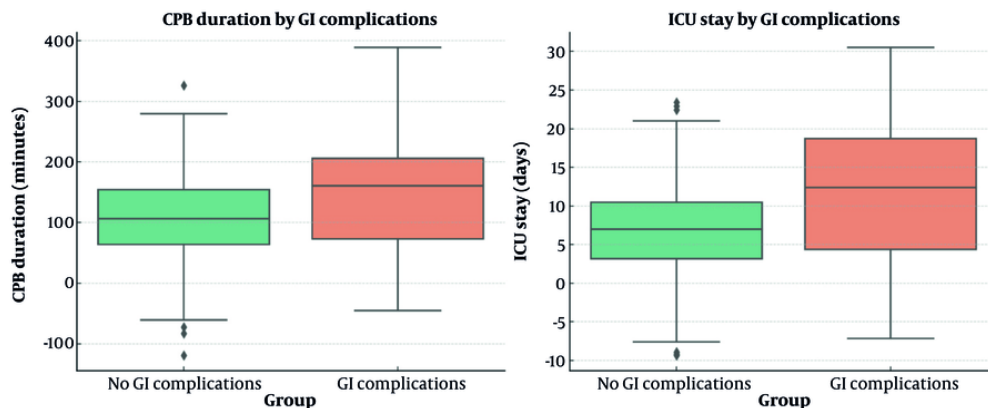 CPB duration by GI complications
CPB duration (minutes)
400
300
200
100
0
-100
No GI complications
GI complications
Group
ICU stay by GI complications
ICU stay (days)
30
25
20
15
10
5
0
-5
-10
No GI complications
GI complications
Group